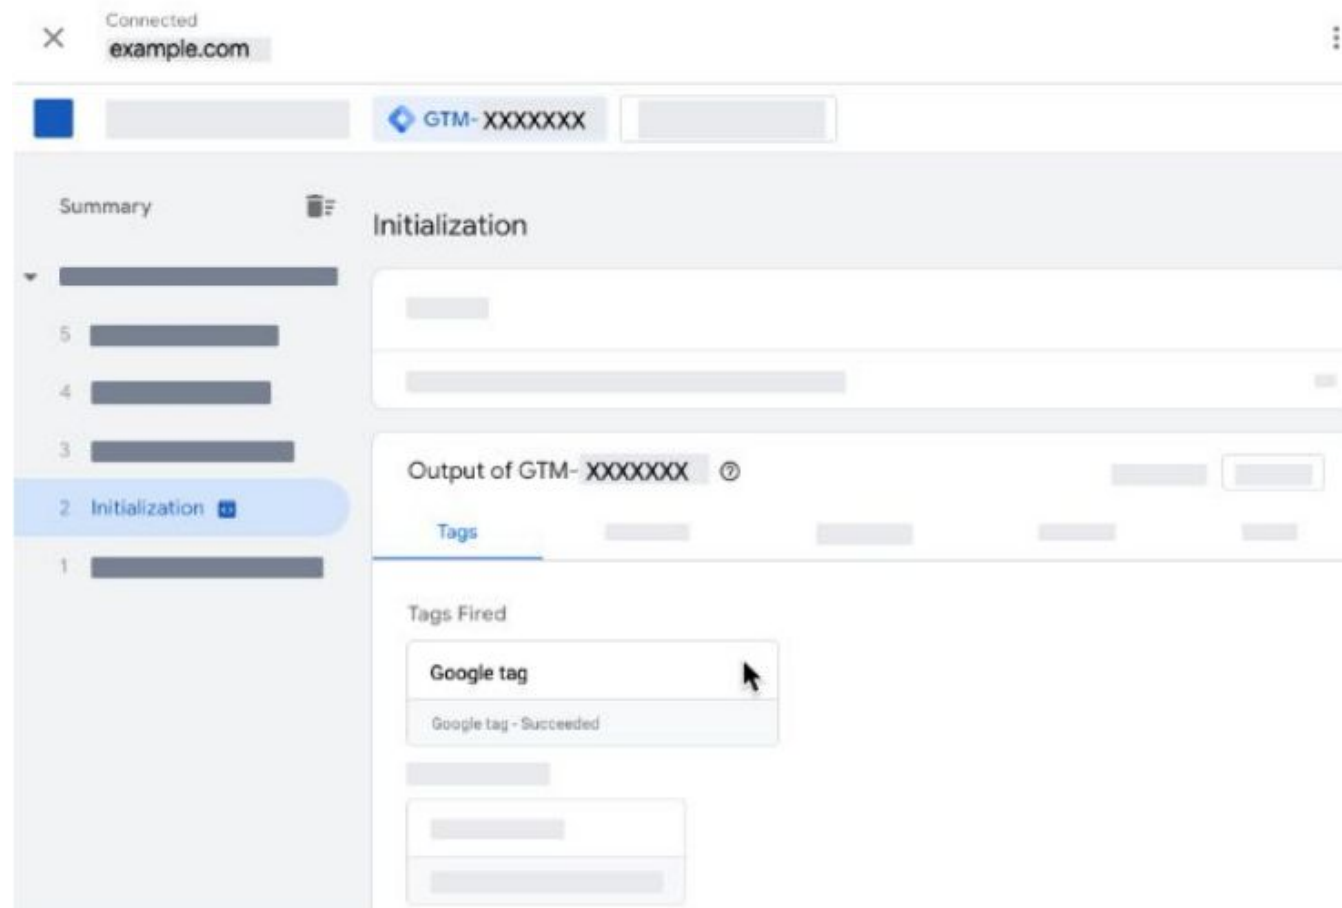 Connected
example.com
GTM- XXXXXXX
Summary
Initialization
5
4
3
2 Initialization
1
Output of GTM- XXXXXXX
Tags
Tags Fired
Google tag
Google tag - Succeeded